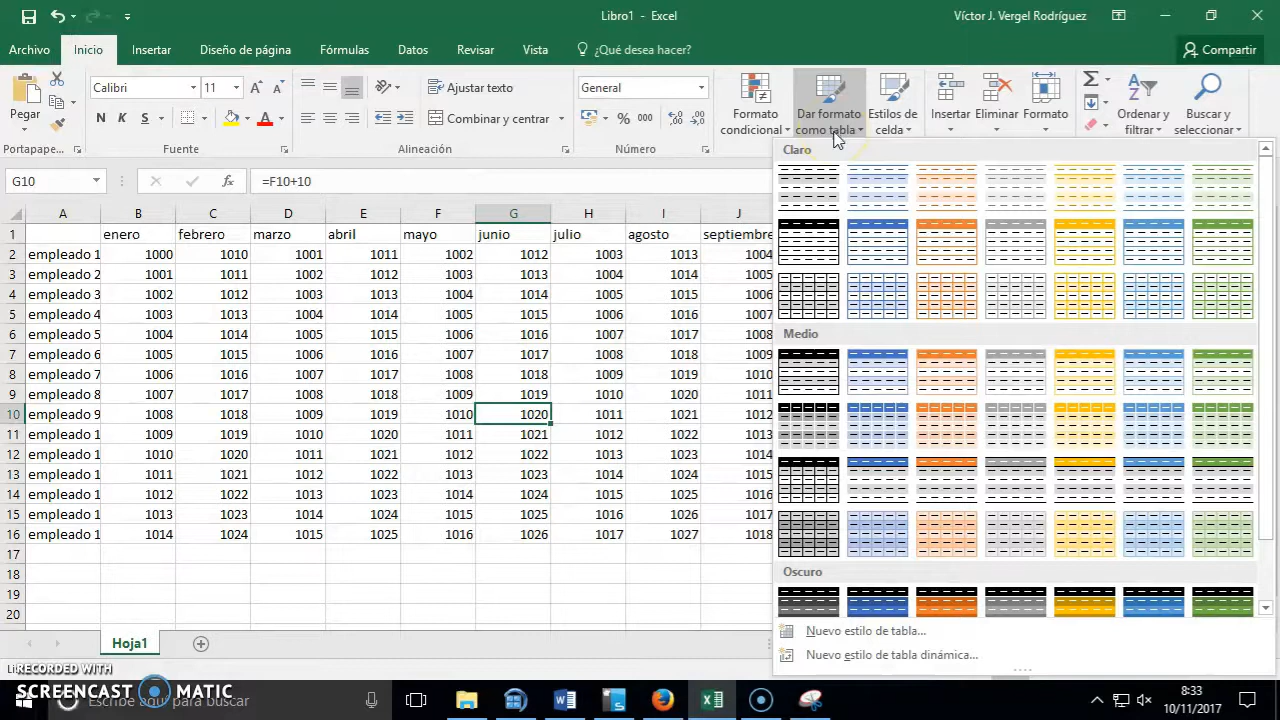 Libro1 - Excel
Víctor J. Vergel Rodríguez
Archivo Inicio Insertar Diseño de página Fórmulas Datos Revisar Vista ¿Qué desea hacer? Compartir
Pegar
Calibri 11
N K S
Ajustar texto
Combinar y centrar
General
% 000
Formato condicional
Dar formato como tabla
Estilos de celda
Insertar Eliminar Formato
Ordenar y filtrar
Buscar y seleccionar
Portapape... Fuente Alineación Número
G10 fx =F10+10
A B C D E F G H I J
1 enero febrero marzo abril mayo junio julio agosto septiembre
2 empleado 1 1000 1010 1001 1011 1002 1012 1003 1013 1004
3 empleado 2 1001 1011 1002 1012 1003 1013 1004 1014 1005
4 empleado 3 1002 1012 1003 1013 1004 1014 1005 1015 1006
5 empleado 4 1003 1013 1004 1014 1005 1015 1006 1016 1007
6 empleado 5 1004 1014 1005 1015 1006 1016 1007 1017 1008
7 empleado 6 1005 1015 1006 1016 1007 1017 1008 1018 1009
8 empleado 7 1006 1016 1007 1017 1008 1018 1009 1019 1010
9 empleado 8 1007 1017 1008 1018 1009 1019 1010 1020 1011
10 empleado 9 1008 1018 1009 1019 1010 1020 1011 1021 1012
11 empleado 1 1009 1019 1010 1020 1011 1021 1012 1022 1013
12 empleado 1 1010 1020 1011 1021 1012 1022 1013 1023 1014
13 empleado 1 1011 1021 1012 1022 1013 1023 1014 1024 1015
14 empleado 1 1012 1022 1013 1023 1014 1024 1015 1025 1016
15 empleado 1 1013 1023 1014 1024 1015 1025 1016 1026 1017
16 empleado 1 1014 1024 1015 1025 1016 1026 1017 1027 1018
17
18
19
20
Claro
Medio
Oscuro
Nuevo estilo de tabla...
Nuevo estilo de tabla dinámica...
Hoja1
RECORDED WITH
SCREENCAST MATIC
Escribe aquí para buscar
8:33
10/11/2017